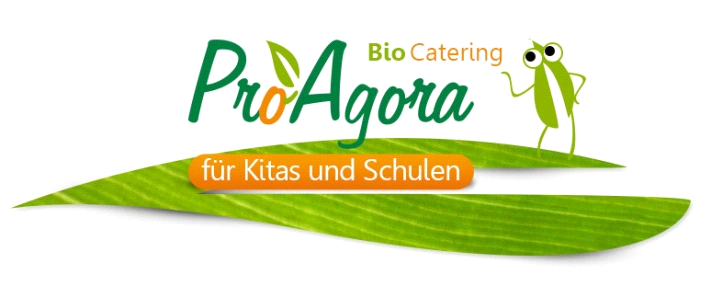 Bio Catering
ProAgora
für Kitas und Schulen